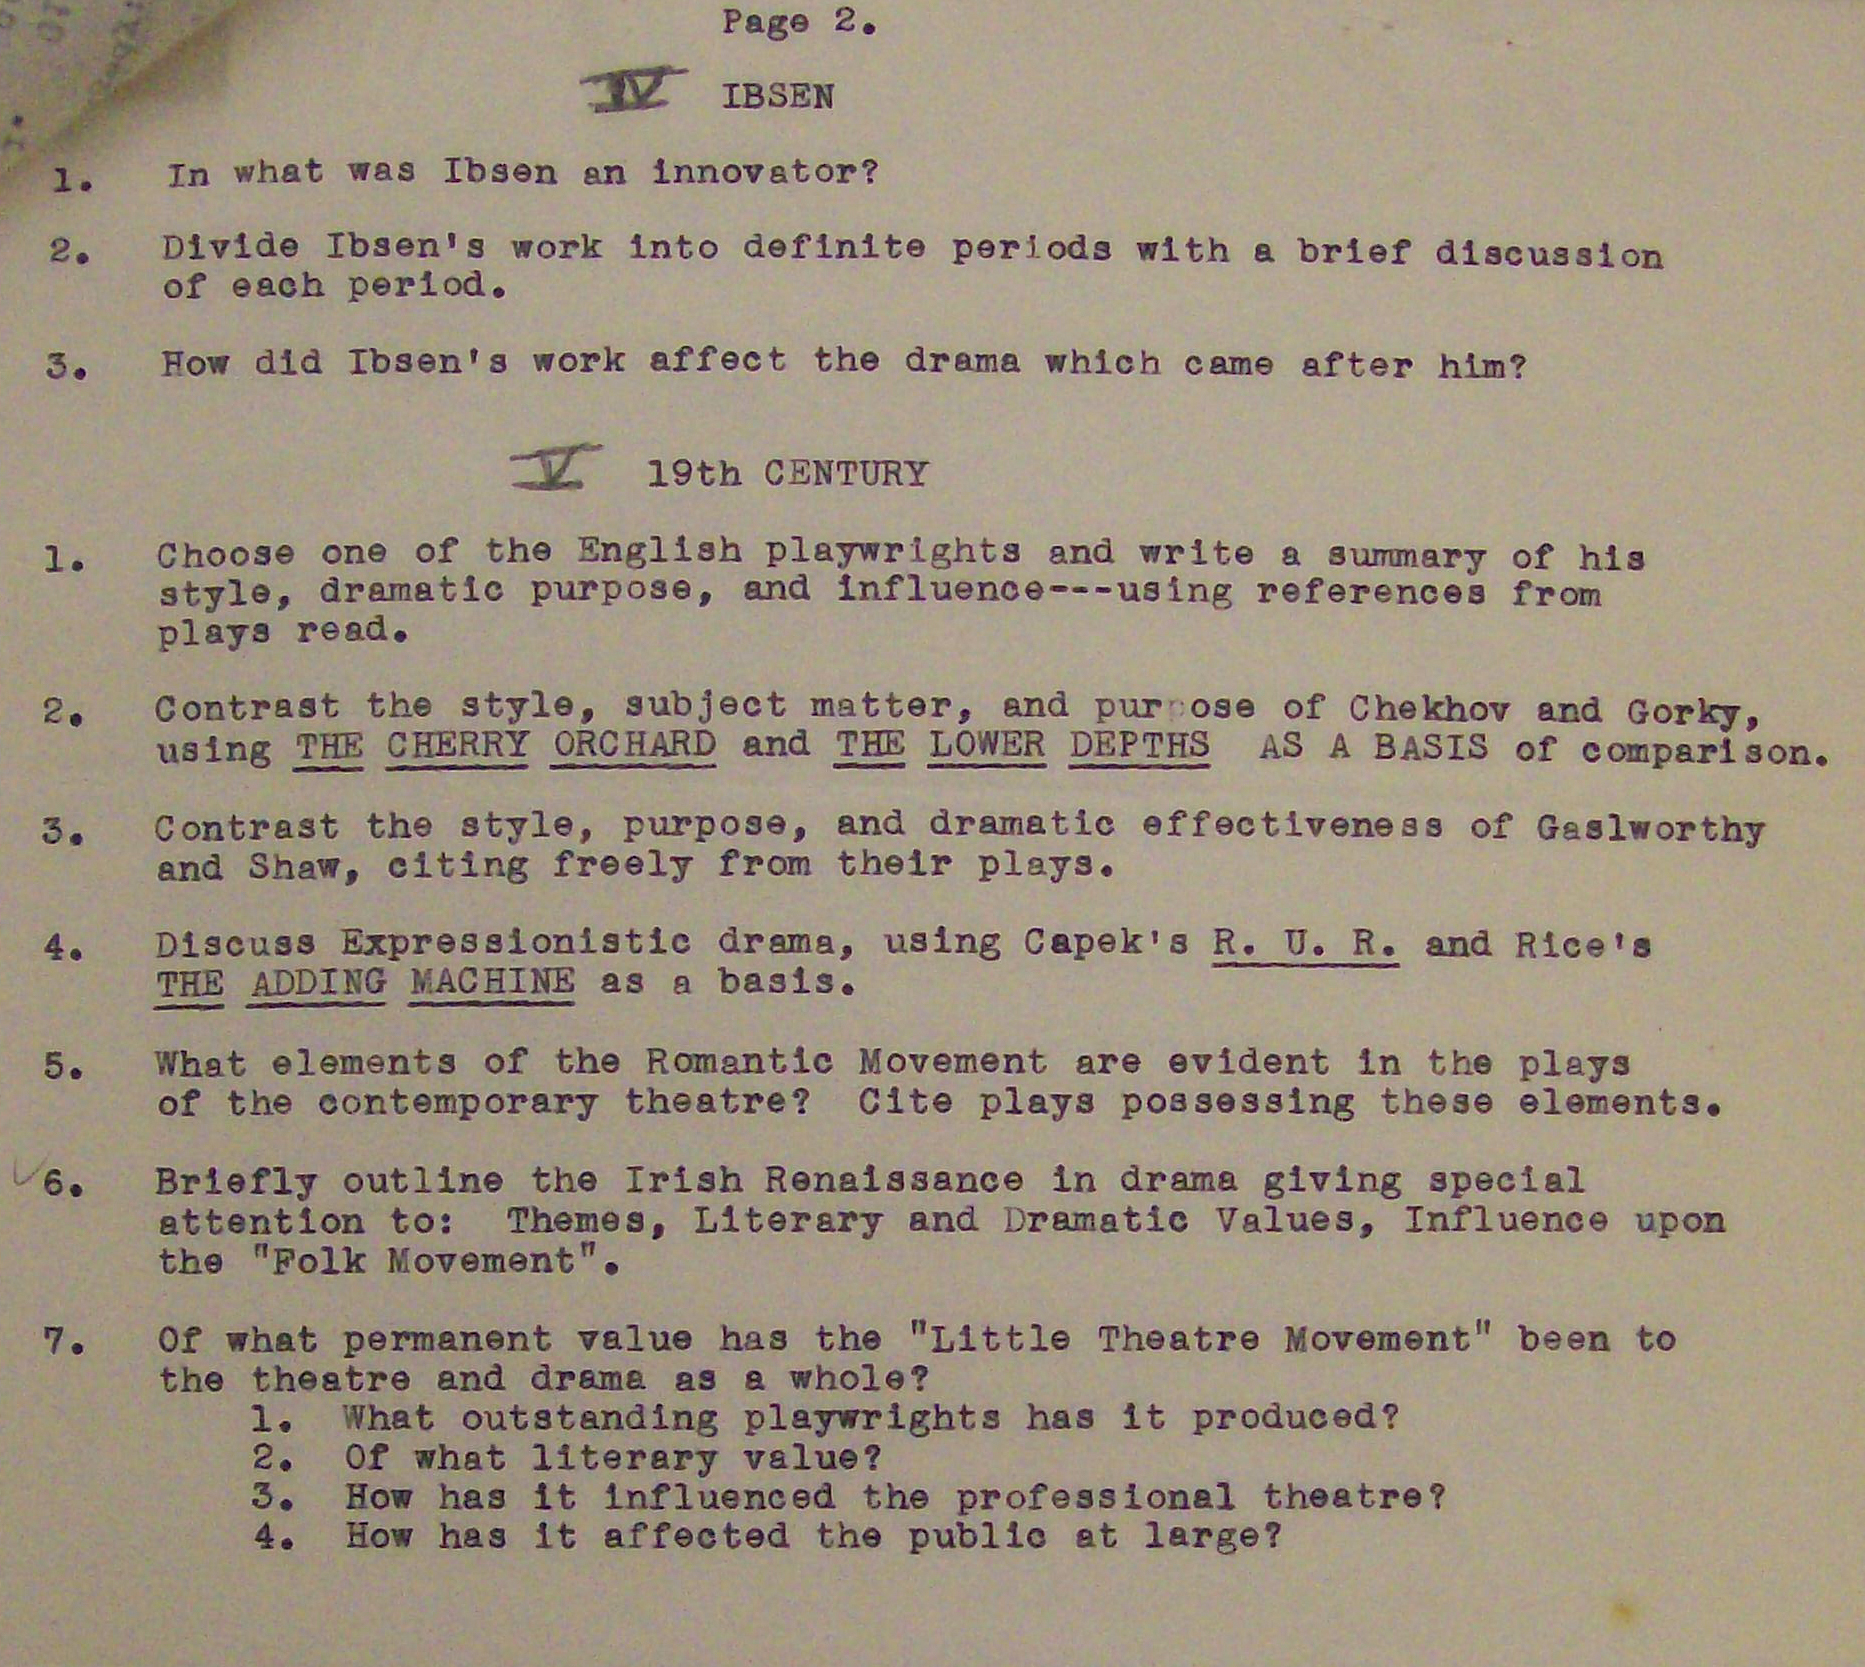 Page 2.
IV IBSEN
1. In what was Ibsen an innovator?
2. Divide Ibsen's work into definite periods with a brief discussion
of each period.
3. How did Ibsen's work affect the drama which came after him?
V 19th CENTURY
1. Choose one of the English playwrights and write a summary of his
style, dramatic purpose, and influence---using references from
plays read.
2. Contrast the style, subject matter, and purpose of Chekhov and Gorky,
using THE CHERRY ORCHARD and THE LOWER DEPTHS AS A BASIS of comparison.
3. Contrast the style, purpose, and dramatic effectiveness of Gaslworthy
and Shaw, citing freely from their plays.
4. Discuss Expressionistic drama, using Capek's R. U. R. and Rice's
THE ADDING MACHINE as a basis.
5. What elements of the Romantic Movement are evident in the plays
of the contemporary theatre? Cite plays possessing these elements.
6. Briefly outline the Irish Renaissance in drama giving special
attention to: Themes, Literary and Dramatic Values, Influence upon
the "Folk Movement".
7. Of what permanent value has the "Little Theatre Movement" been to
the theatre and drama as a whole?
1. What outstanding playwrights has it produced?
2. Of what literary value?
3. How has it influenced the professional theatre?
4. How has it affected the public at large?